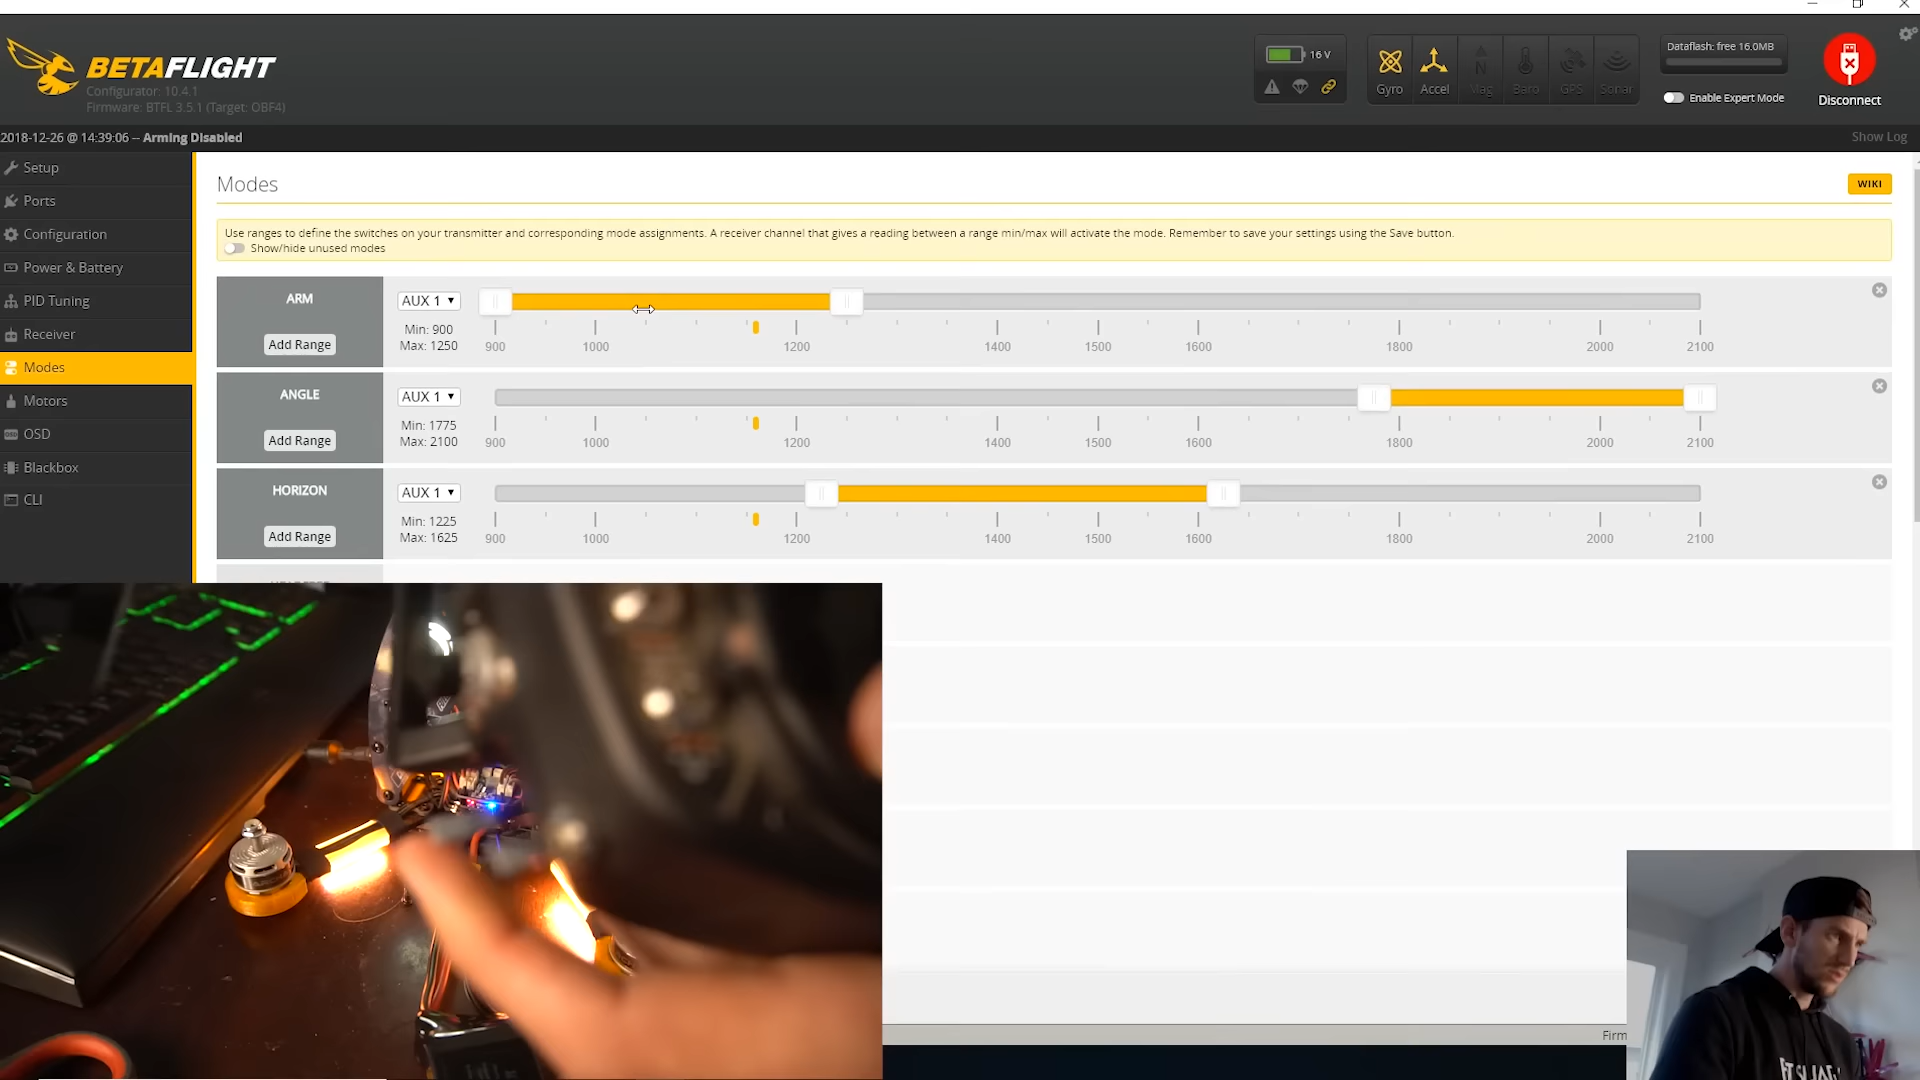 BETAFLIGHT
Configurator: 10.4.1
Firmware: BTFL 3.5.1 (Target: OBF4)
16 V
Gyro
Accel
Mag
Baro
GPS
Sonar
Dataflash: free 16.0MB
Enable Expert Mode
Disconnect
2018-12-26 @ 14:39:06 -- Arming Disabled
Show Log
Setup
Ports
Configuration
Power & Battery
PID Tuning
Receiver
Modes
Motors
OSD
Blackbox
CLI
Modes
WIKI
Use ranges to define the switches on your transmitter and corresponding mode assignments. A receiver channel that gives a reading between a range min/max will activate the mode. Remember to save your settings using the Save button.
Show/hide unused modes
ARM
Add Range
AUX 1
Min: 900
Max: 1250
900 1000 1200 1400 1500 1600 1800 2000 2100
ANGLE
Add Range
AUX 1
Min: 1775
Max: 2100
900 1000 1200 1400 1500 1600 1800 2000 2100
HORIZON
Add Range
AUX 1
Min: 1225
Max: 1625
900 1000 1200 1400 1500 1600 1800 2000 2100
Firm